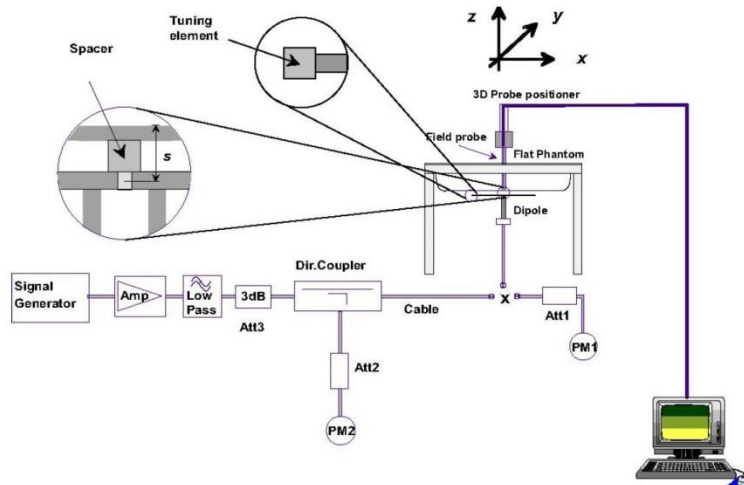 z
y
x
Tuning
element
Spacer
s
3D Probe positioner
Field probe
Flat Phantom
Dipole
Dir.Coupler
Signal
Generator
Amp
Low
Pass
3dB
Att3
Cable
x
Att1
PM1
Att2
PM2